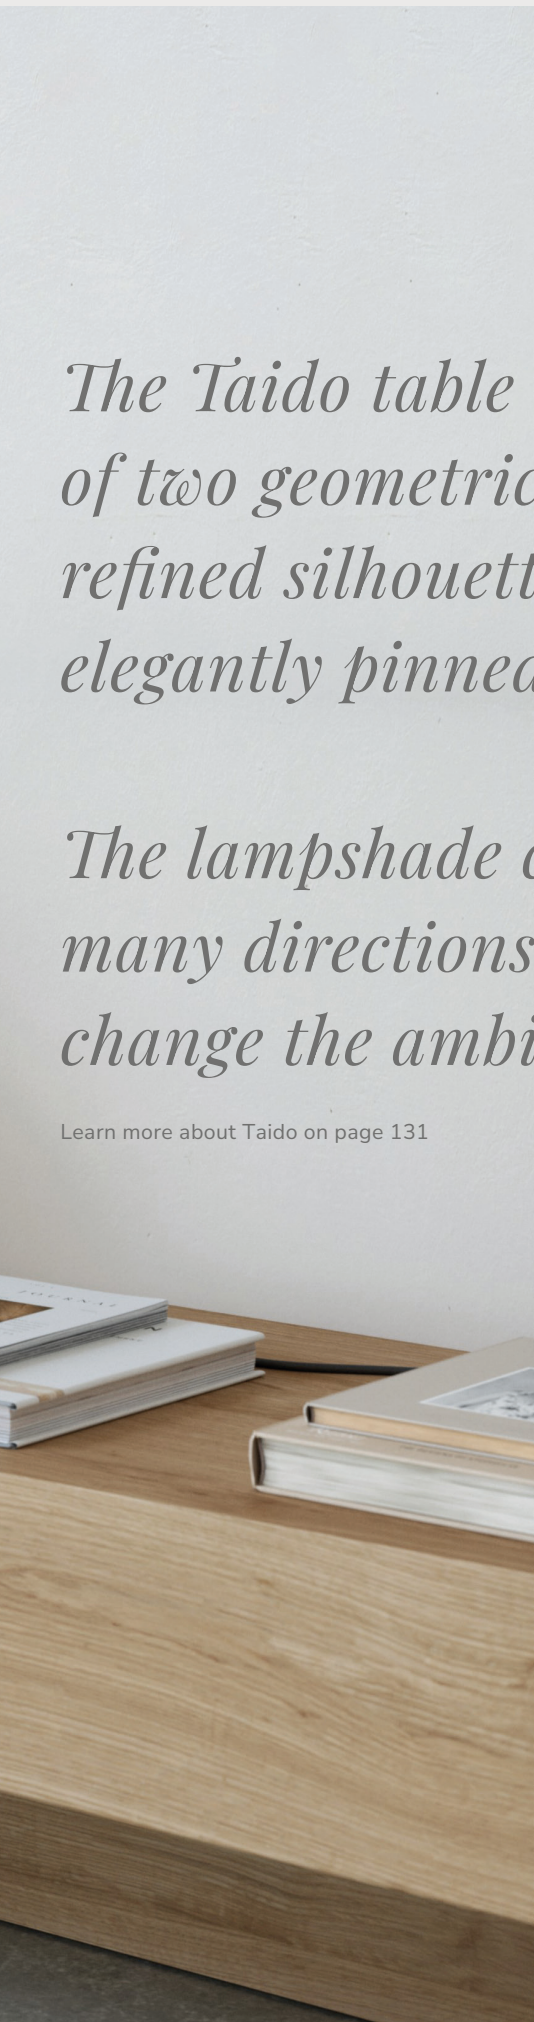 The Taido table
of two geometric
refined silhouett
elegantly pinned
The lampshade c
many directions
change the ambi
Learn more about Taido on page 131
JOURNAL